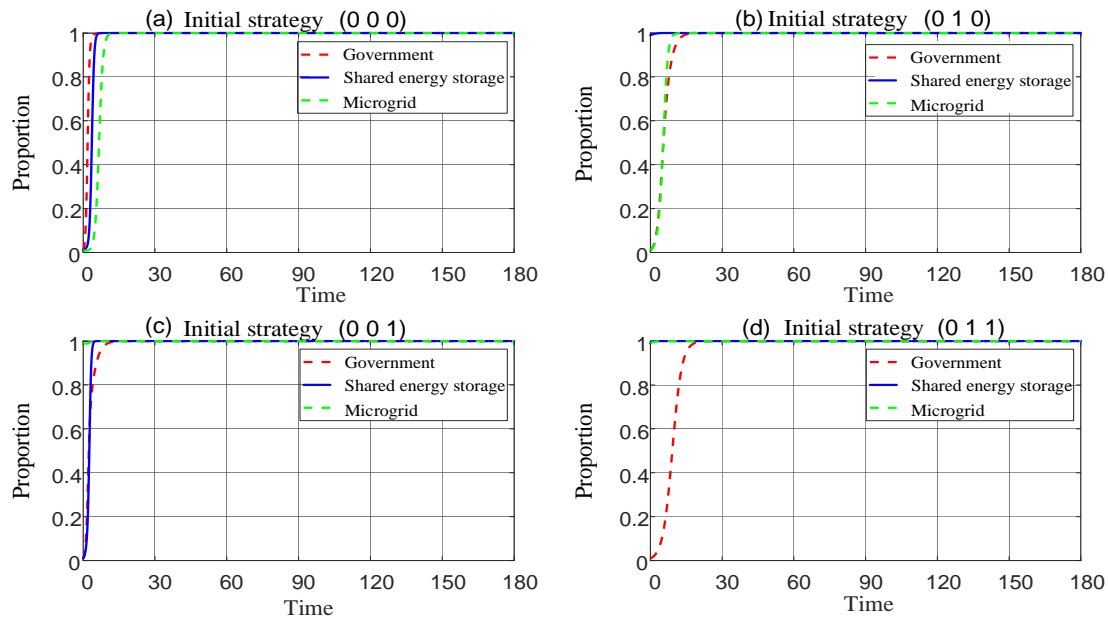 (a) Initial strategy (0 0 0)
Proportion
1
0.8
0.6
0.4
0.2
0
Government
Shared energy storage
Microgrid
0 30 60 90 120 150 180
Time
(b) Initial strategy (0 1 0)
Proportion
1
0.8
0.6
0.4
0.2
0
Government
Shared energy storage
Microgrid
0 30 60 90 120 150 180
Time
(c) Initial strategy (0 0 1)
Proportion
1
0.8
0.6
0.4
0.2
0
Government
Shared energy storage
Microgrid
0 30 60 90 120 150 180
Time
(d) Initial strategy (0 1 1)
Proportion
1
0.8
0.6
0.4
0.2
0
Government
Shared energy storage
Microgrid
0 30 60 90 120 150 180
Time